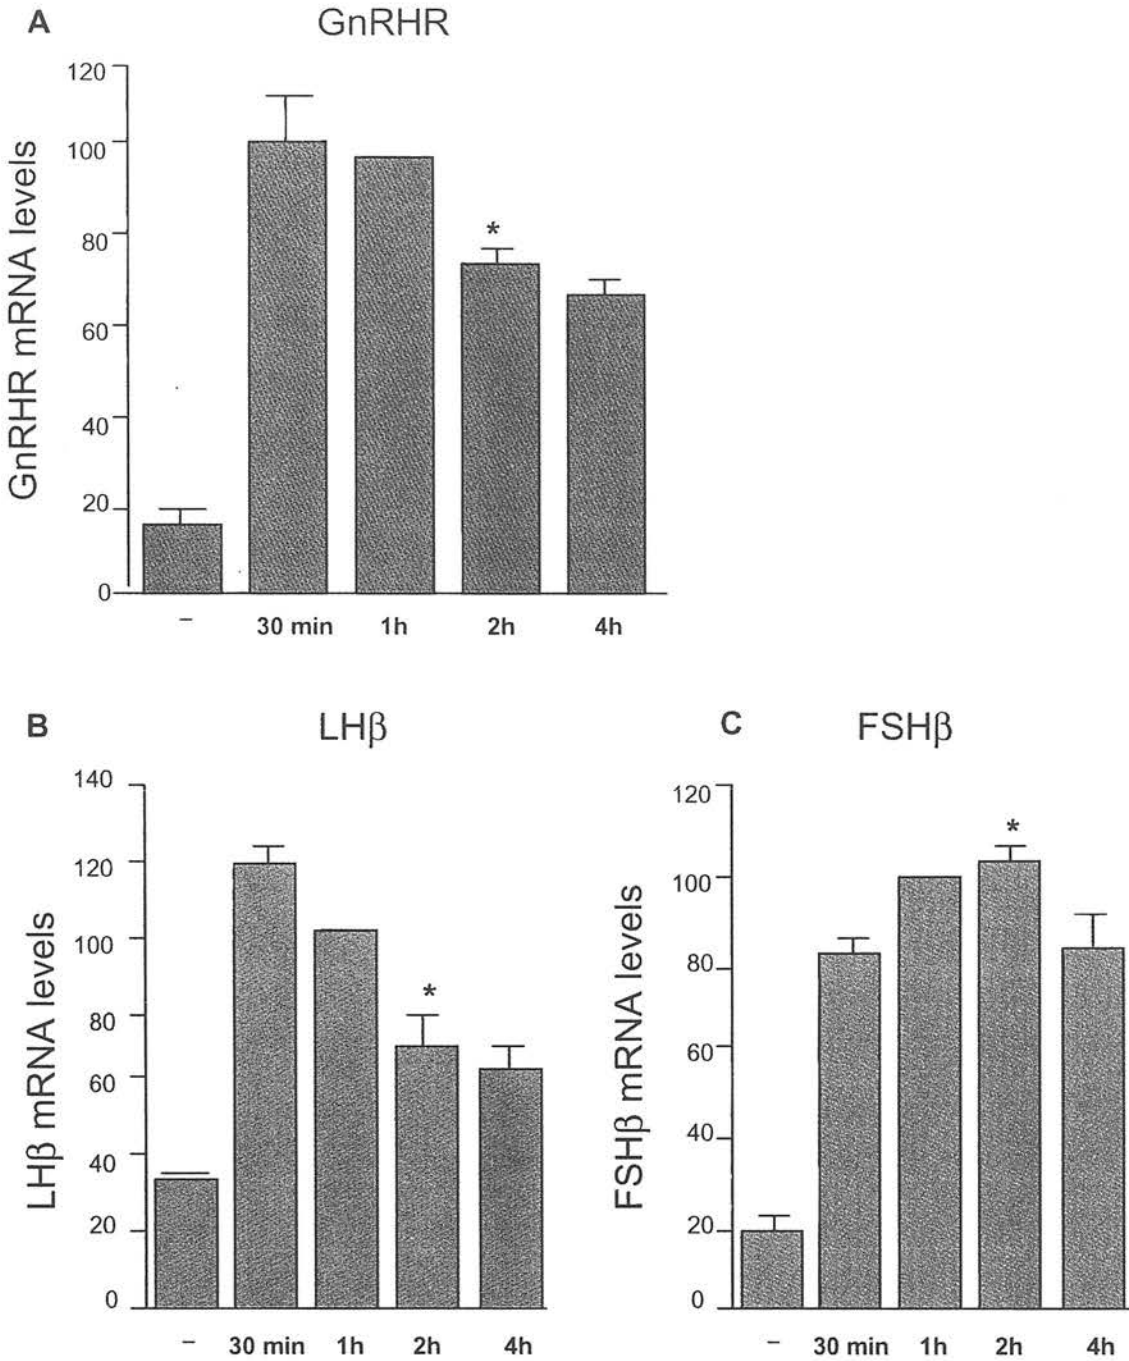 A
GnRHR
GnRHR mRNA levels
120
100
80
60
40
20
0
*
– 30 min 1h 2h 4h
B
LHβ
LHβ mRNA levels
140
120
100
80
60
40
20
0
*
– 30 min 1h 2h 4h
C
FSHβ
FSHβ mRNA levels
120
100
80
60
40
20
0
*
– 30 min 1h 2h 4h